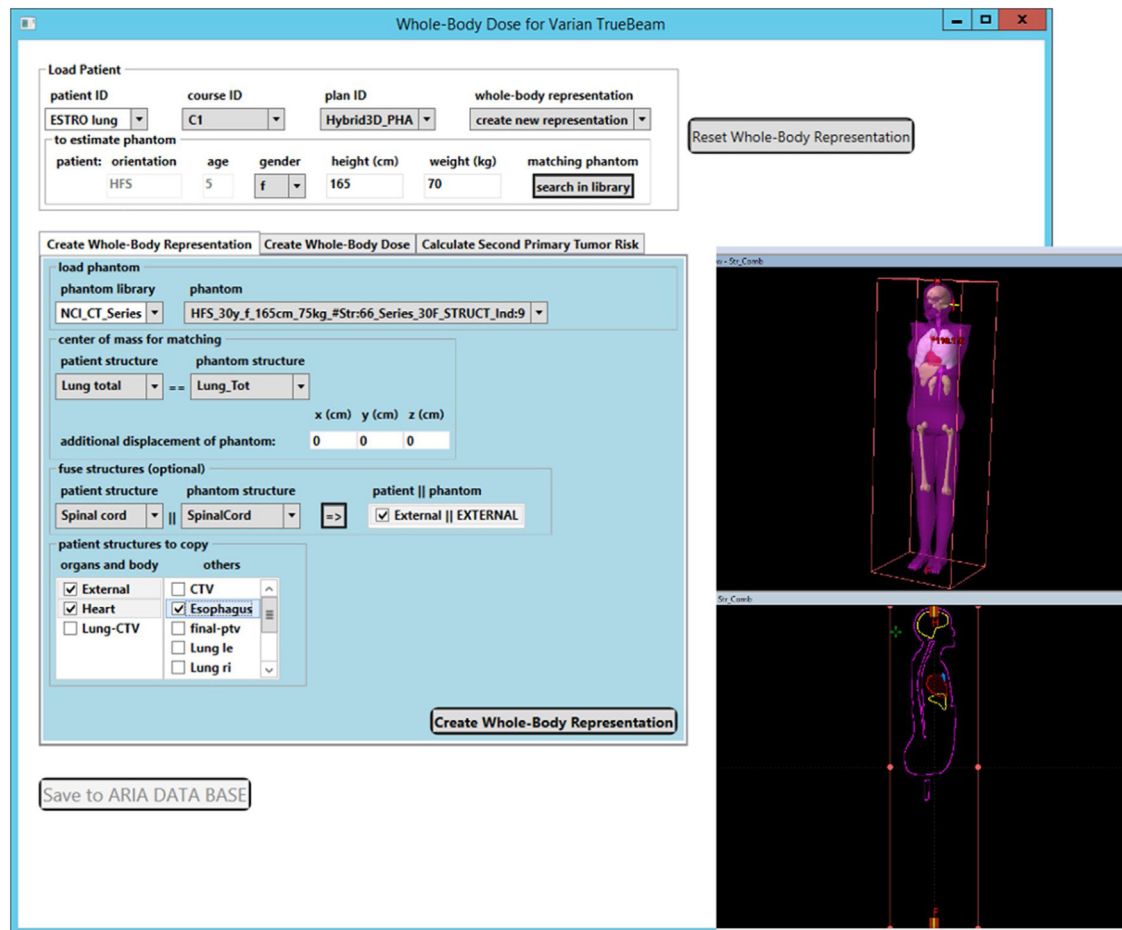 Whole-Body Dose for Varian TrueBeam
Load Patient
patient ID course ID plan ID whole-body representation
ESTRO lung C1 Hybrid3D_PHA create new representation
Reset Whole-Body Representation
to estimate phantom
patient: orientation age gender height (cm) weight (kg) matching phantom
HFS 5 f 165 70 search in library
Create Whole-Body Representation Create Whole-Body Dose Calculate Second Primary Tumor Risk
load phantom
phantom library phantom
NCI_CT_Series HFS_30y_f_165cm_75kg_#Str:66_Series_30F_STRUCT_Ind:9
center of mass for matching
patient structure phantom structure
Lung total == Lung_Tot
x (cm) y (cm) z (cm)
additional displacement of phantom: 0 0 0
fuse structures (optional)
patient structure phantom structure patient || phantom
Spinal cord || SpinalCord => External || EXTERNAL
patient structures to copy
organs and body others
External CTV
Heart Esophagus
Lung-CTV final-ptv
Lung le
Lung ri
Create Whole-Body Representation
Save to ARIA DATA BASE
- Str_Comb
Str_Comb
H
F